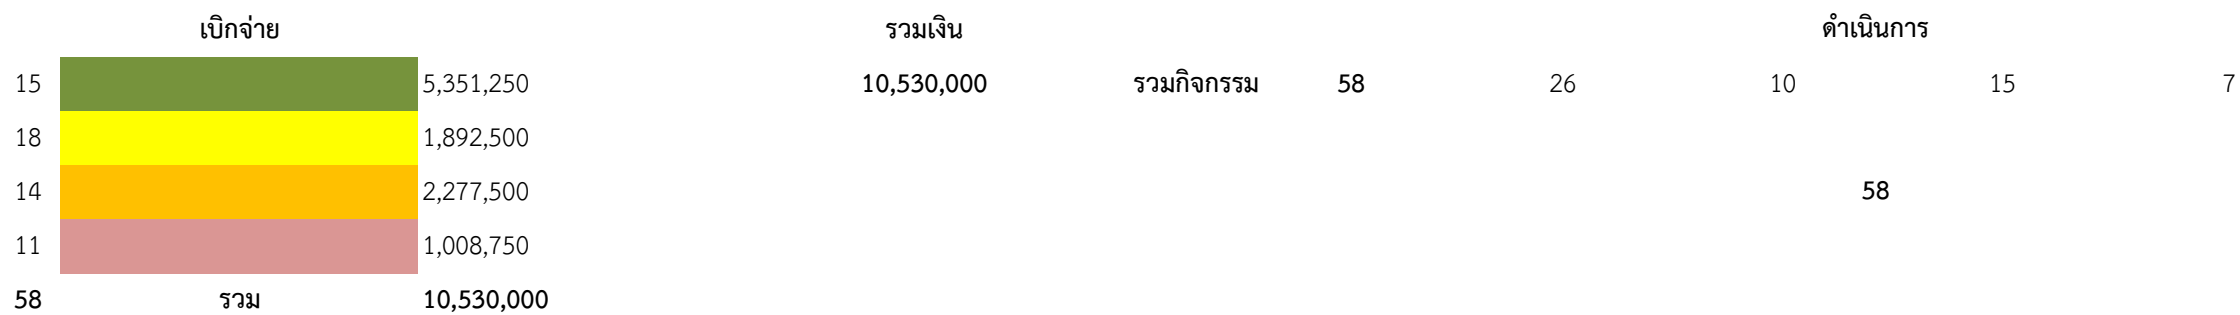 เบิกจ่าย รวมเงิน ดำเนินการ
15 5,351,250 10,530,000 รวมกิจกรรม 58 26 10 15 7
18 1,892,500
14 2,277,500 58
11 1,008,750
58 รวม 10,530,000